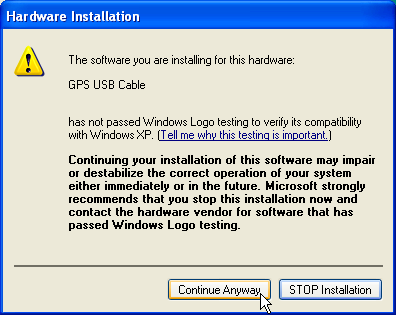 Hardware Installation
The software you are installing for this hardware:
GPS USB Cable
has not passed Windows Logo testing to verify its compatibility
with Windows XP. (Tell me why this testing is important.)
Continuing your installation of this software may impair
or destabilize the correct operation of your system
either immediately or in the future. Microsoft strongly
recommends that you stop this installation now and
contact the hardware vendor for software that has
passed Windows Logo testing.
Continue Anyway
STOP Installation